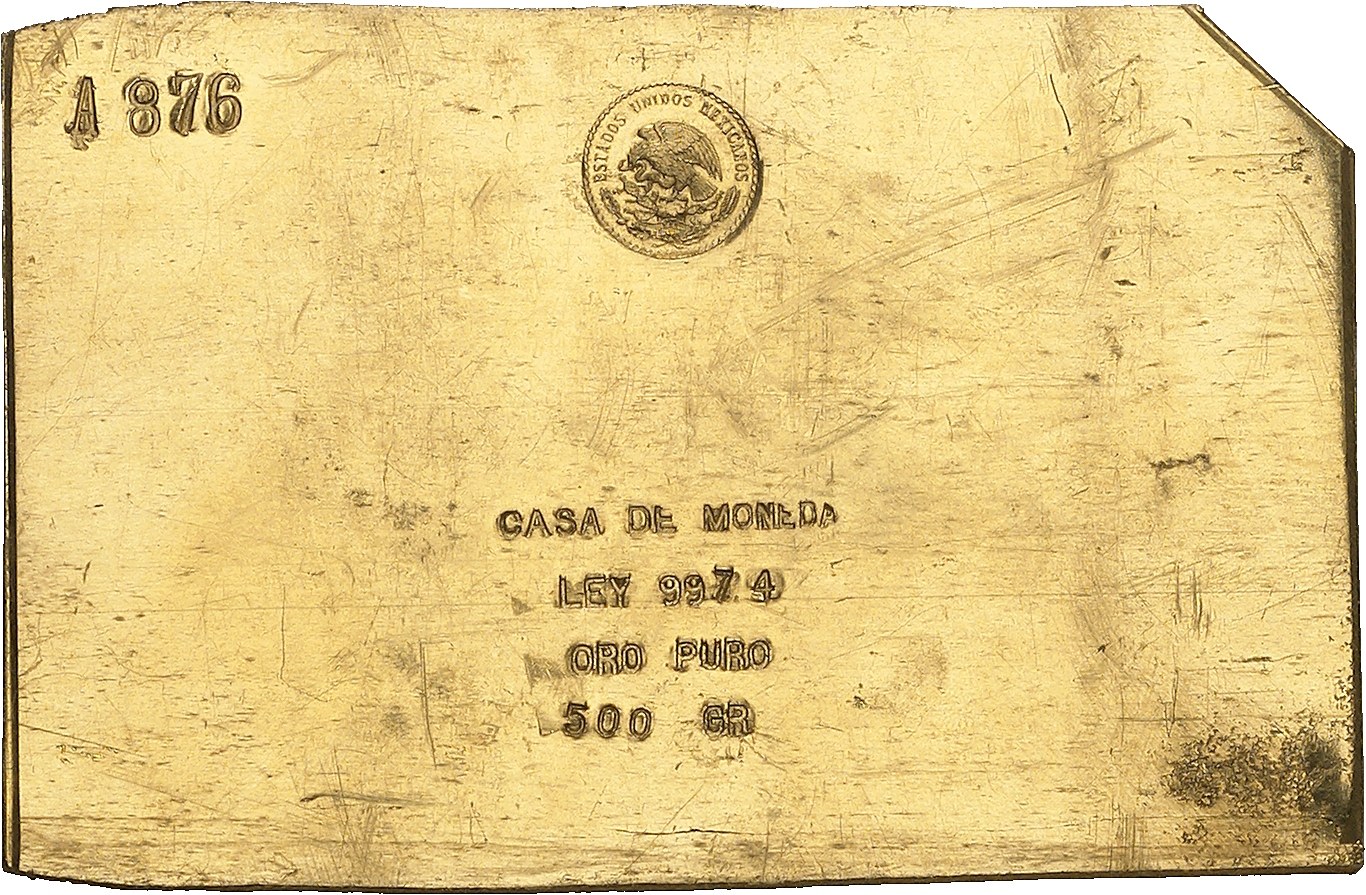 A 876
ESTADOS UNIDOS MEXICANOS
CASA DE MONEDA
LEY 997.4
ORO PURO
500 GR